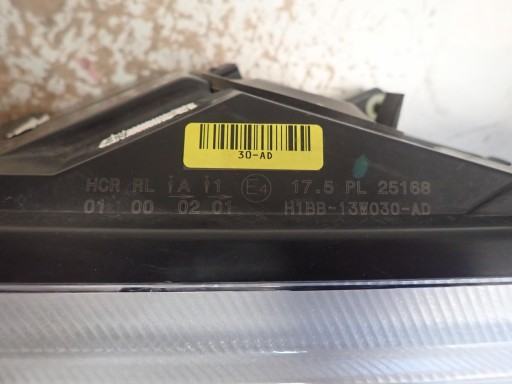 30-AD
HCR RL iA i1 E4 17.5 PL 25168
01 00 02 01 H1BB-13W030-AD